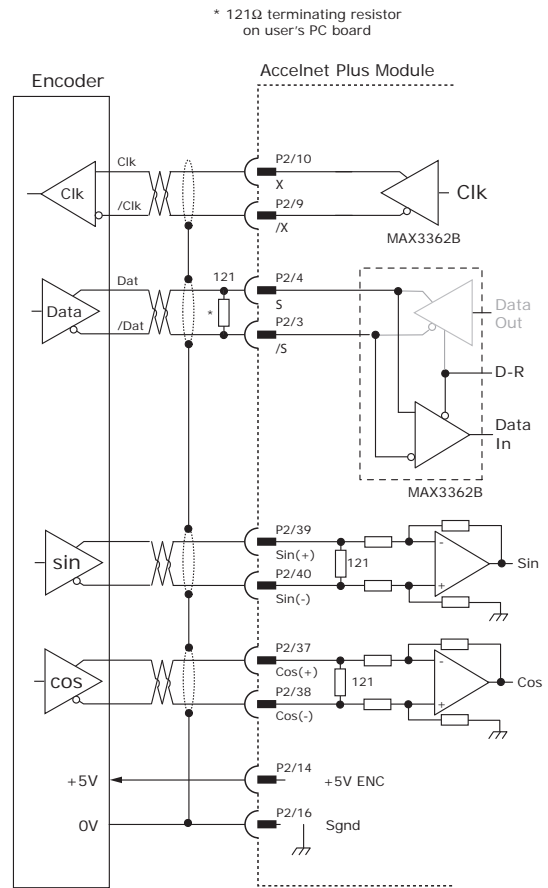 * 121Ω terminating resistor
on user's PC board
Encoder
Accelnet Plus Module
Clk
/Clk
Clk
P2/10
X
P2/9
/X
Clk
MAX3362B
Dat
/Dat
Data
121
*
P2/4
S
P2/3
/S
Data
Out
D-R
Data
In
MAX3362B
sin
P2/39
Sin(+)
P2/40
Sin(-)
121
-
+
Sin
cos
P2/37
Cos(+)
P2/38
Cos(-)
121
-
+
Cos
+5V
P2/14
+5V ENC
0V
P2/16
Sgnd